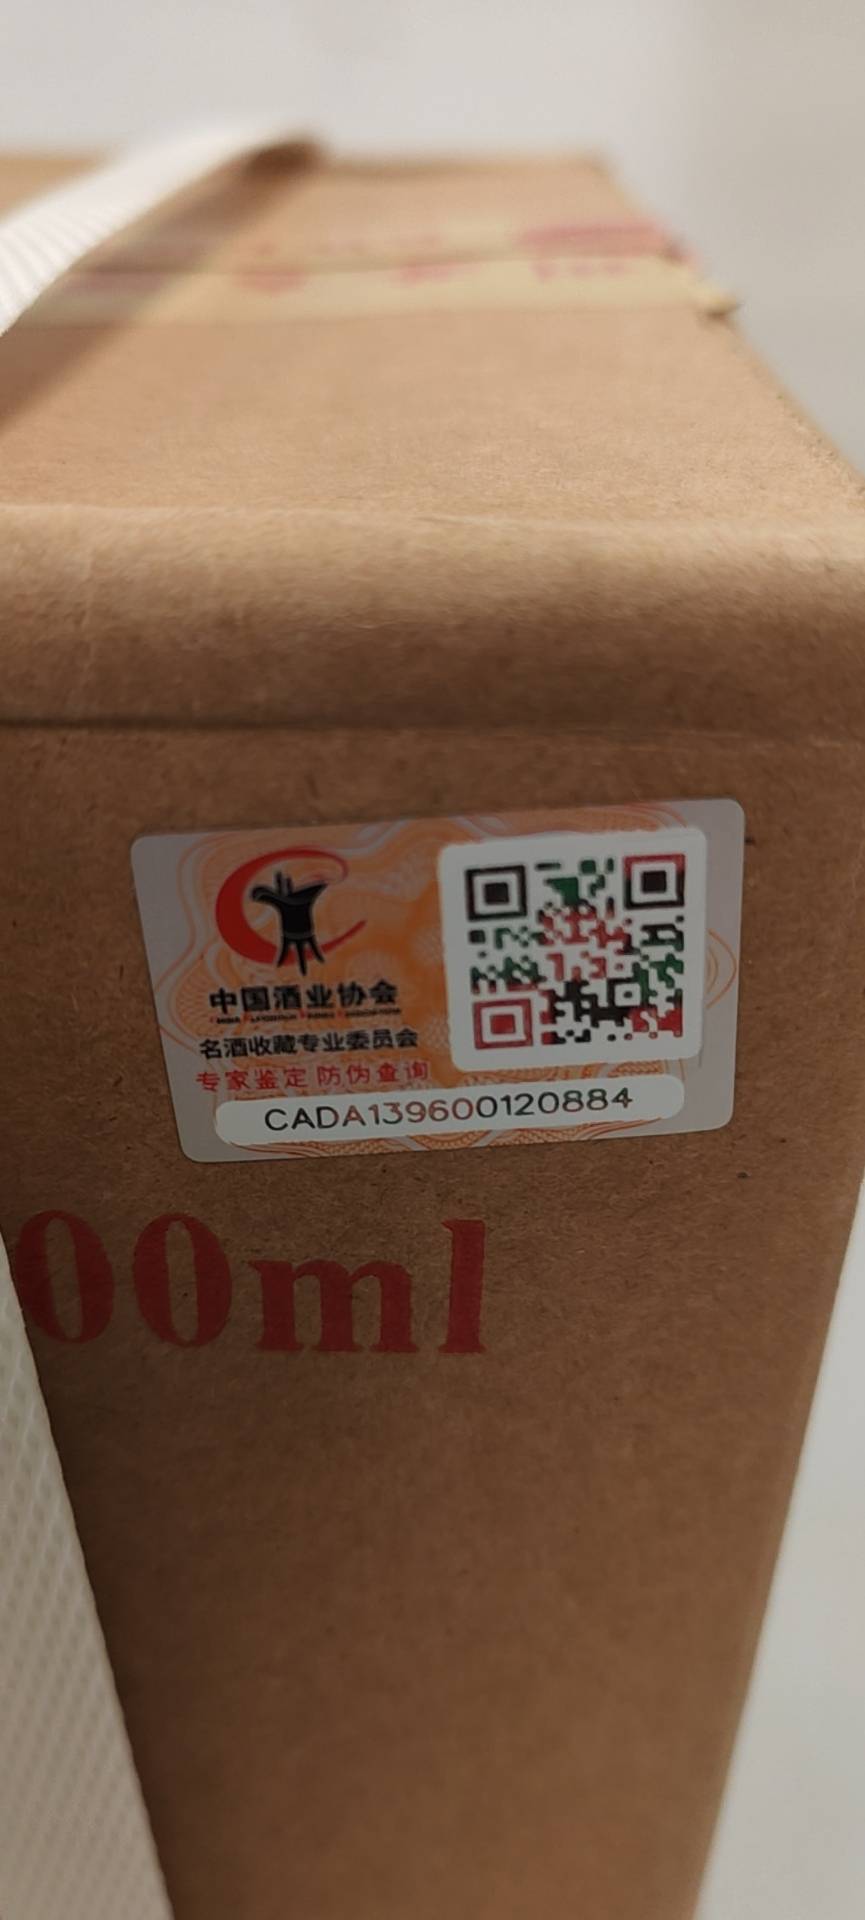 中国酒业协会
名酒收藏专业委员会
专家鉴定 防伪查询
CADA139600120884
00ml